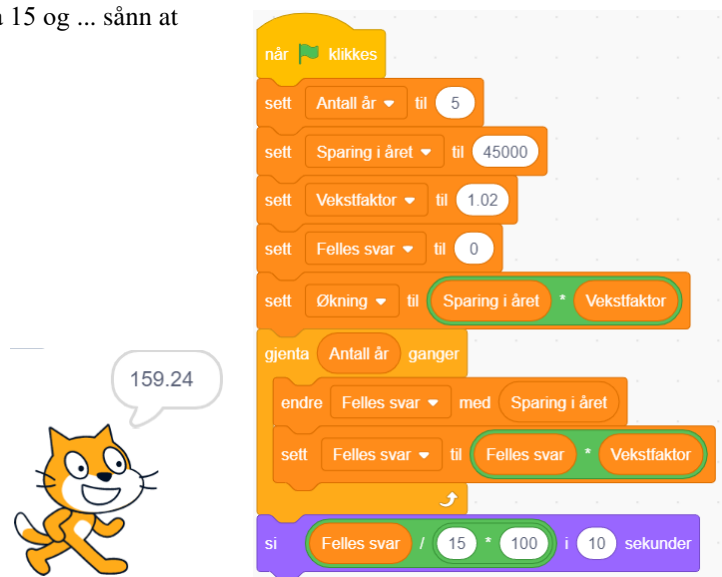 15 og ... sånn at
når klikkes
sett Antall år til 5
sett Sparing i året til 45000
sett Vekstfaktor til 1.02
sett Felles svar til 0
sett Økning til Sparing i året * Vekstfaktor
gjenta Antall år ganger
endre Felles svar med Sparing i året
sett Felles svar til Felles svar * Vekstfaktor
si Felles svar / 15 * 100 i 10 sekunder
159.24